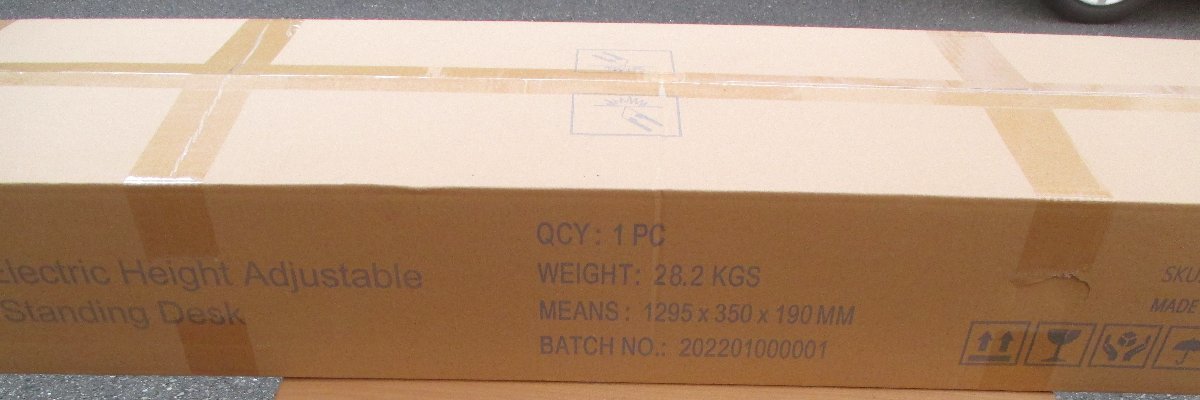 Electric Height Adjustable
Standing Desk
QCY: 1 PC
WEIGHT: 28.2 KGS
MEANS: 1295 x 350 x 190 MM
BATCH NO.: 202201000001
SKU
MADE